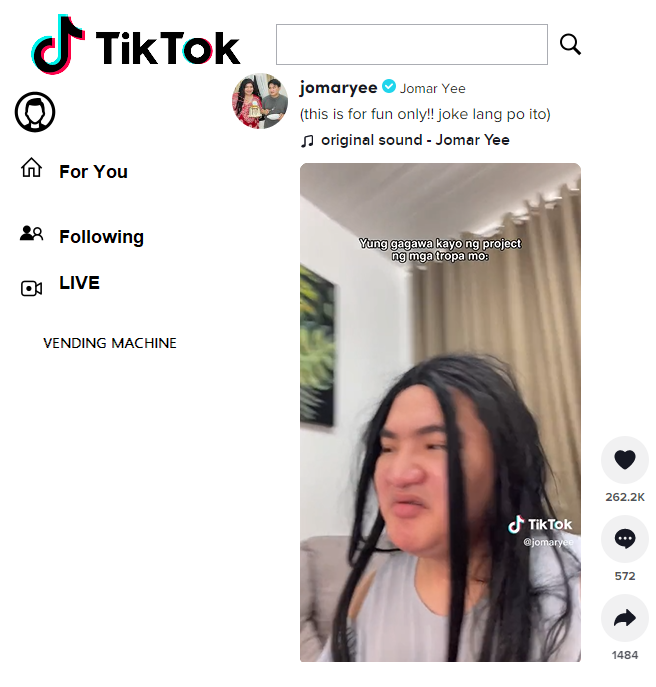 TikTok
jomaryee Jomar Yee
(this is for fun only!! joke lang po ito)
original sound - Jomar Yee
For You
Following
LIVE
VENDING MACHINE
Yung gagawa kayo ng project
ng mga tropa mo:
TikTok
@jomaryee
262.2K
572
1484